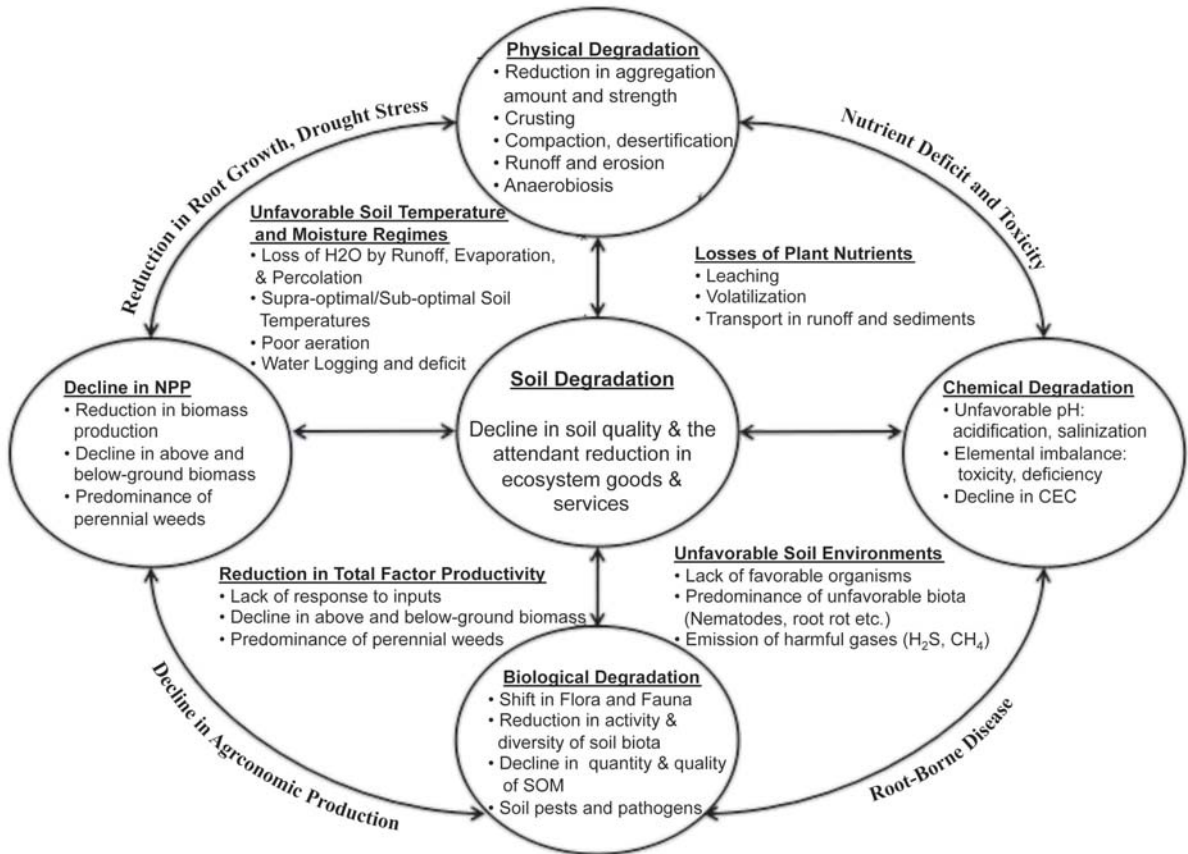 Physical Degradation
• Reduction in aggregation
amount and strength
• Crusting
• Compaction, desertification
• Runoff and erosion
• Anaerobiosis
Reduction in Root Growth, Drought Stress
Nutrient Deficit and Toxicity
Unfavorable Soil Temperature
and Moisture Regimes
• Loss of H2O by Runoff, Evaporation,
& Percolation
• Supra-optimal/Sub-optimal Soil
Temperatures
• Poor aeration
• Water Logging and deficit
Losses of Plant Nutrients
• Leaching
• Volatilization
• Transport in runoff and sediments
Decline in NPP
• Reduction in biomass
production
• Decline in above and
below-ground biomass
• Predominance of
perennial weeds
Soil Degradation
Decline in soil quality & the
attendant reduction in
ecosystem goods &
services
Chemical Degradation
• Unfavorable pH:
acidification, salinization
• Elemental imbalance:
toxicity, deficiency
• Decline in CEC
Reduction in Total Factor Productivity
• Lack of response to inputs
• Decline in above and below-ground biomass
• Predominance of perennial weeds
Unfavorable Soil Environments
• Lack of favorable organisms
• Predominance of unfavorable biota
(Nematodes, root rot etc.)
• Emission of harmful gases (H₂S, CH₄)
Biological Degradation
• Shift in Flora and Fauna
• Reduction in activity &
diversity of soil biota
• Decline in quantity & quality
of SOM
• Soil pests and pathogens
Decline in Agrconomic Production
Root-Borne Disease